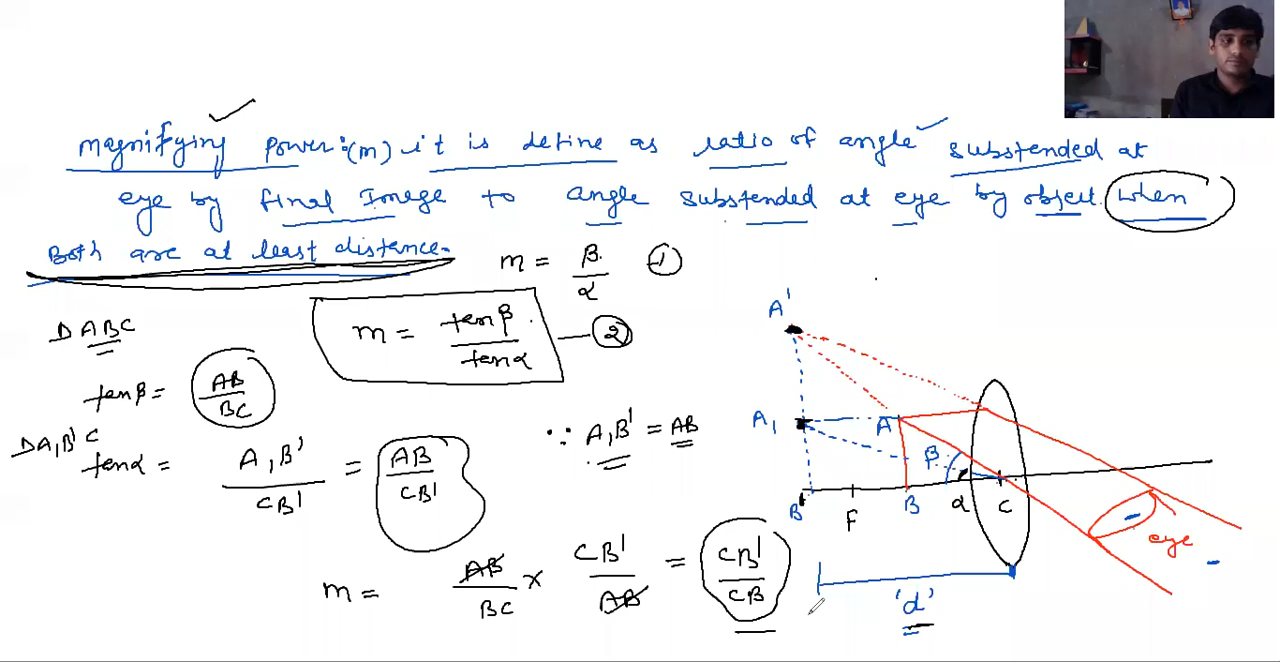 magnifying power:(m) it is define as ratio of angle substended at
eye by final Image to angle substended at eye by object. When
Both are at least distance.
m = β/α —①
Δ ABC
m = tanβ/tanα —②
tanβ = AB/BC
Δ A₁B'C
tanα = A₁B'/CB' = AB/CB'
∵ A₁B' = AB
m = AB/BC × CB'/AB = CB'/CB
A'
A₁
A
β
B'
F
B
α
C
eye
'd'